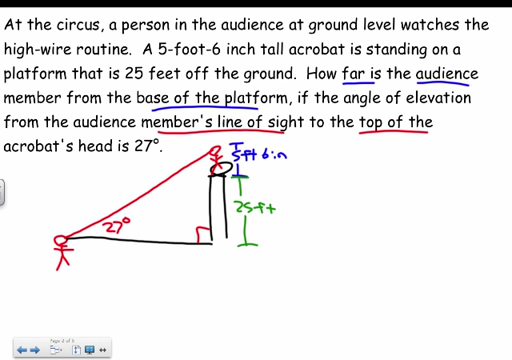 At the circus, a person in the audience at ground level watches the
high-wire routine. A 5-foot-6 inch tall acrobat is standing on a
platform that is 25 feet off the ground. How far is the audience
member from the base of the platform, if the angle of elevation
from the audience member's line of sight to the top of the
acrobat's head is 27°.
5ft 6in
25ft
27°